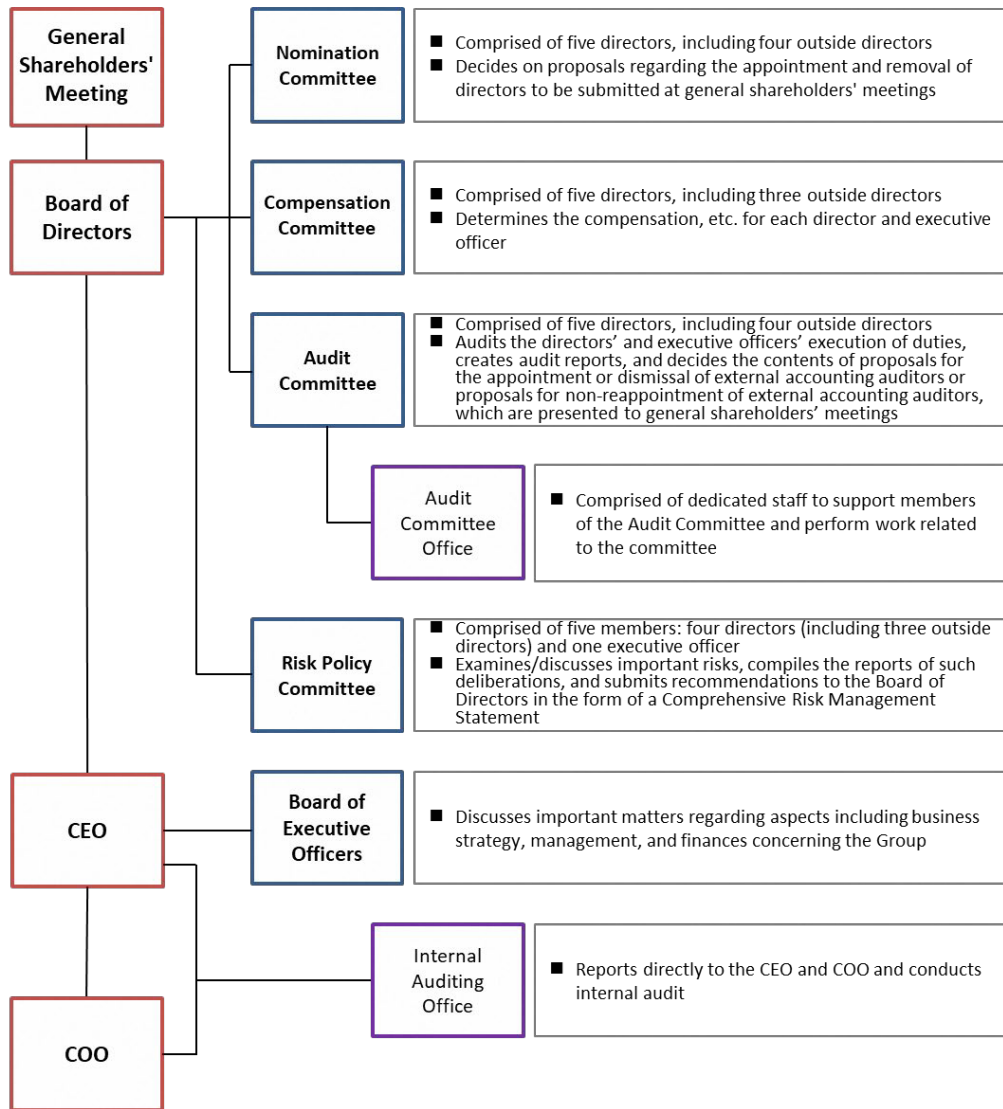 General
Shareholders'
Meeting
Nomination
Committee
■ Comprised of five directors, including four outside directors
■ Decides on proposals regarding the appointment and removal of
directors to be submitted at general shareholders' meetings
Board of
Directors
Compensation
Committee
■ Comprised of five directors, including three outside directors
■ Determines the compensation, etc. for each director and executive
officer
Audit
Committee
■ Comprised of five directors, including four outside directors
■ Audits the directors’ and executive officers’ execution of duties,
creates audit reports, and decides the contents of proposals for
the appointment or dismissal of external accounting auditors or
proposals for non-reappointment of external accounting auditors,
which are presented to general shareholders’ meetings
Audit
Committee
Office
■ Comprised of dedicated staff to support members
of the Audit Committee and perform work related
to the committee
Risk Policy
Committee
■ Comprised of five members: four directors (including three outside
directors) and one executive officer
■ Examines/discusses important risks, compiles the reports of such
deliberations, and submits recommendations to the Board of
Directors in the form of a Comprehensive Risk Management
Statement
CEO
Board of
Executive
Officers
■ Discusses important matters regarding aspects including business
strategy, management, and finances concerning the Group
Internal
Auditing
Office
■ Reports directly to the CEO and COO and conducts
internal audit
COO